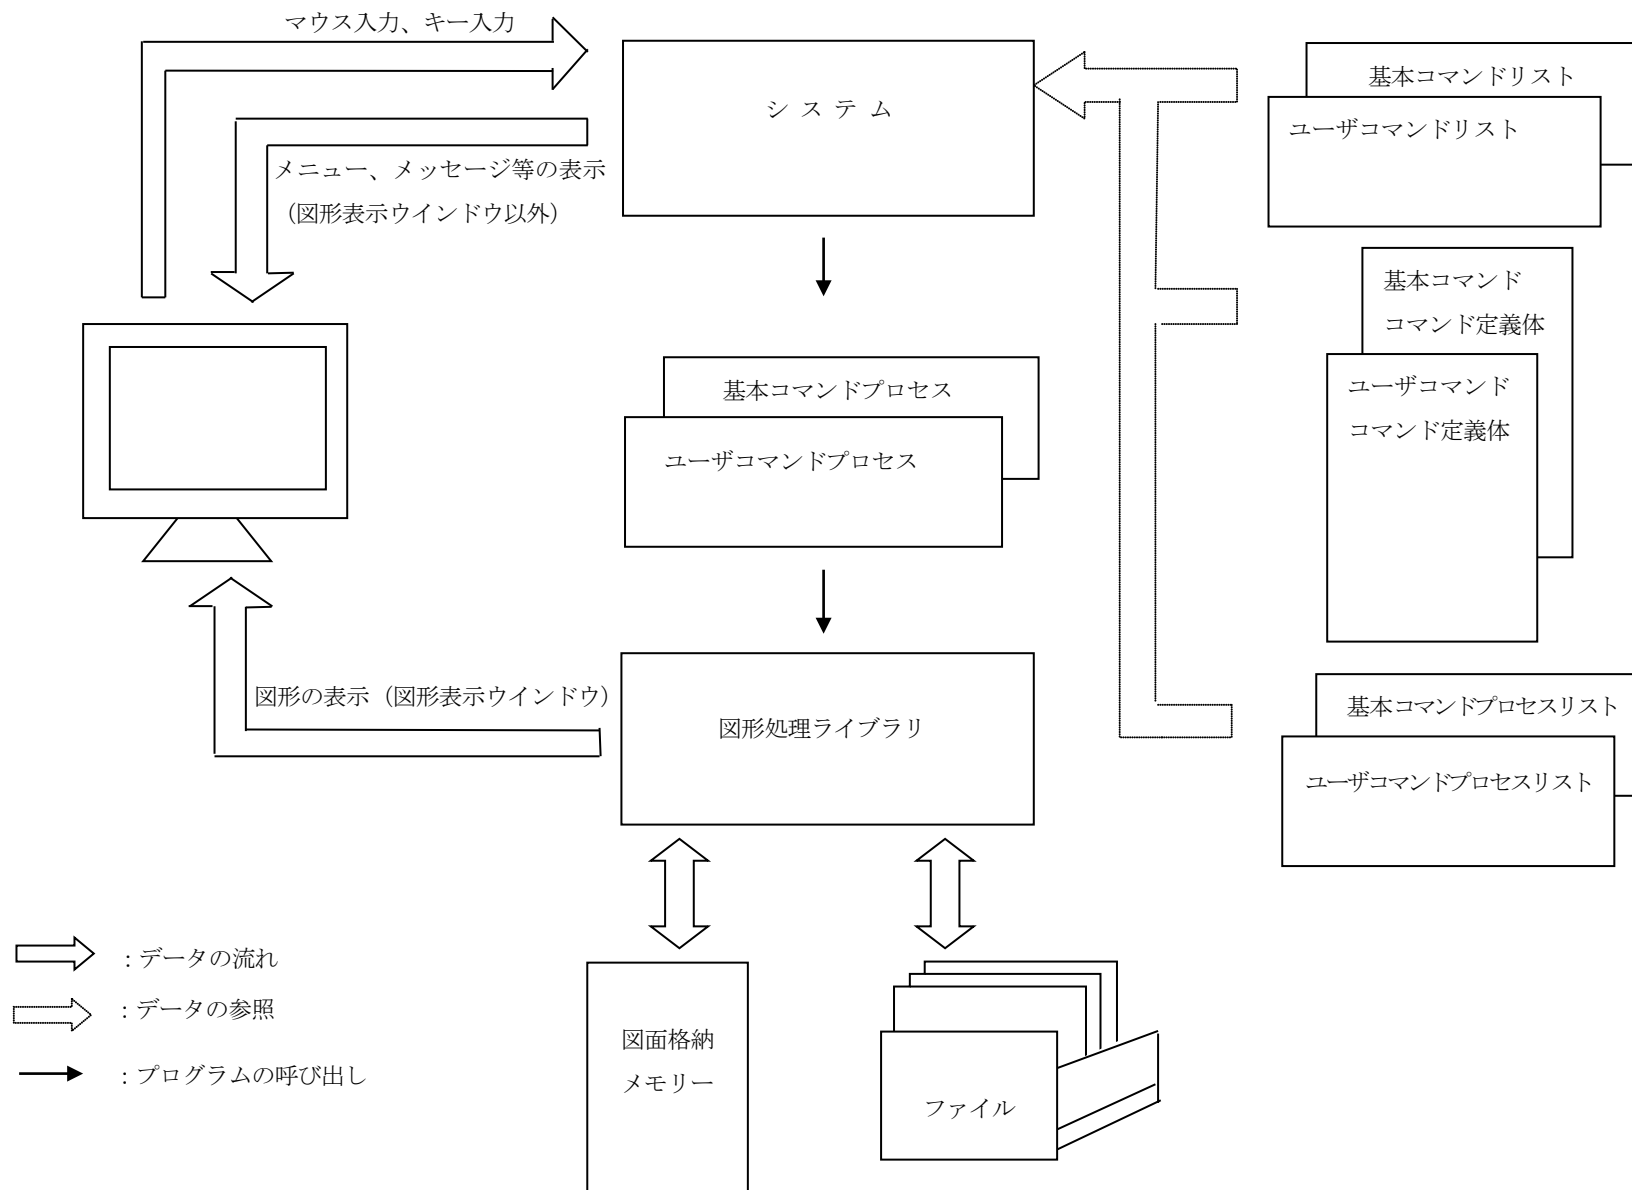 マウス入力、キー入力
システム
メニュー、メッセージ等の表示
（図形表示ウインドウ以外）
基本コマンドリスト
ユーザコマンドリスト
基本コマンド
コマンド定義体
ユーザコマンド
コマンド定義体
基本コマンドプロセス
ユーザコマンドプロセス
図形の表示（図形表示ウインドウ）
図形処理ライブラリ
基本コマンドプロセスリスト
ユーザコマンドプロセスリスト
：データの流れ
：データの参照
：プログラムの呼び出し
図面格納
メモリー
ファイル